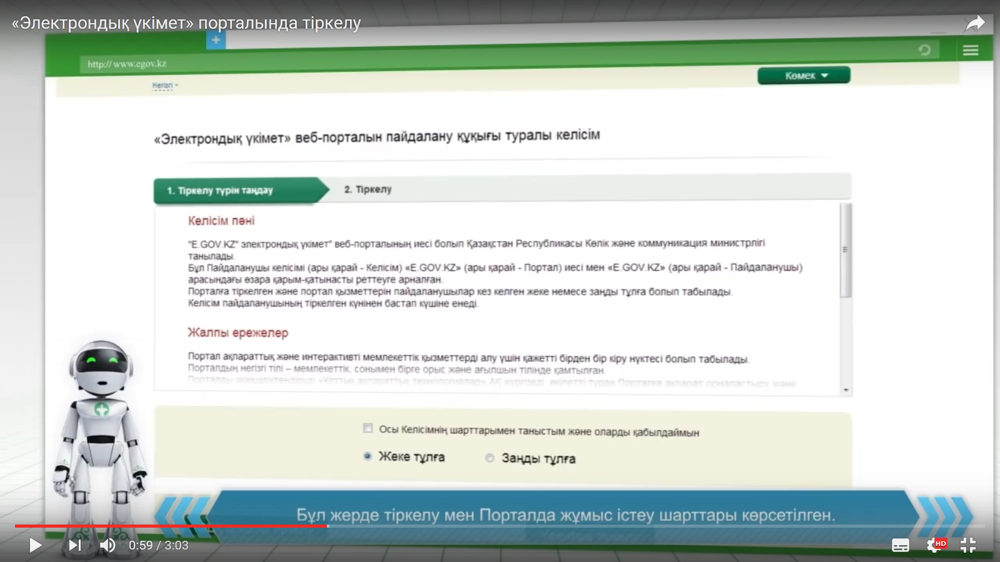 «Электрондық үкімет» порталында тіркелу
http:// www.egov.kz
Көмек
Негізгі
«Электрондық үкімет» веб-порталын пайдалану құқығы туралы келісім
1. Тіркелу түрін таңдау
2. Тіркелу
Келісім пәні
"E.GOV.KZ" электрондық үкімет" веб-порталының иесі болып Қазақстан Республикасы Көлік және коммуникация министрлігі
танылады.
Бұл Пайдаланушы келісімі (ары қарай - Келісім) «E.GOV.KZ» (ары қарай - Портал) иесі мен «E.GOV.KZ» (ары қарай - Пайдаланушы)
арасындағы өзара қарым-қатынасты реттеуге арналған.
Порталға тіркелген және портал қызметтерін пайдаланушылар кез келген жеке немесе заңды тұлға болып табылады.
Келісім пайдаланушының тіркелген күнінен бастап күшіне енеді.
Жалпы ережелер
Портал ақпараттық және интерактивті мемлекеттік қызметтерді алу үшін қажетті бірден бір кіру нүктесі болып табылады.
Порталдың негізгі тілі – мемлекеттік, сонымен бірге орыс және ағылшын тілінде қамтылған.
Порталды әкімшіліктендіруді «Ұлттық ақпараттық технологиялар» АҚ жүргізеді, өкілетті түрде Порталға ақпарат орналастыру және
Осы Келісімнің шарттарымен таныстым және оларды қабылдаймын
Жеке тұлға
Заңды тұлға
Бұл жерде тіркелу мен Порталда жұмыс істеу шарттары көрсетілген.
0:59 / 3:03
HD